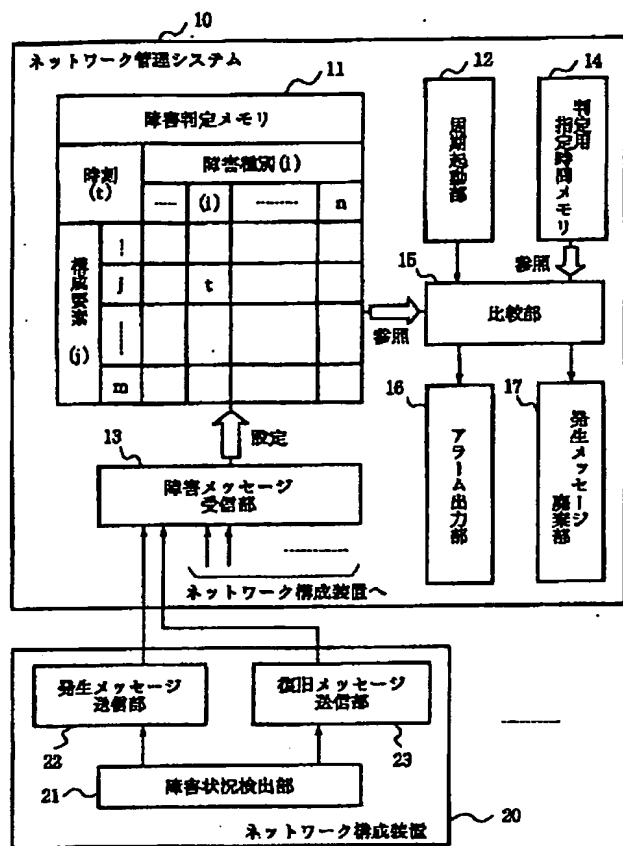 10
ネットワーク管理システム
11
障害判定メモリ
時刻
(t)
障害種別(i)
(i)
n
構成要素
(j)
j
t
m
12
周期起動部
14
判定用
指定時間メモリ
参照
15
比較部
参照
16
アラーム出力部
17
発生メッセージ
廃棄部
設定
13
障害メッセージ
受信部
ネットワーク構成装置へ
発生メッセージ
送信部
22
復旧メッセージ
送信部
23
21
障害状況検出部
20
ネットワーク構成装置